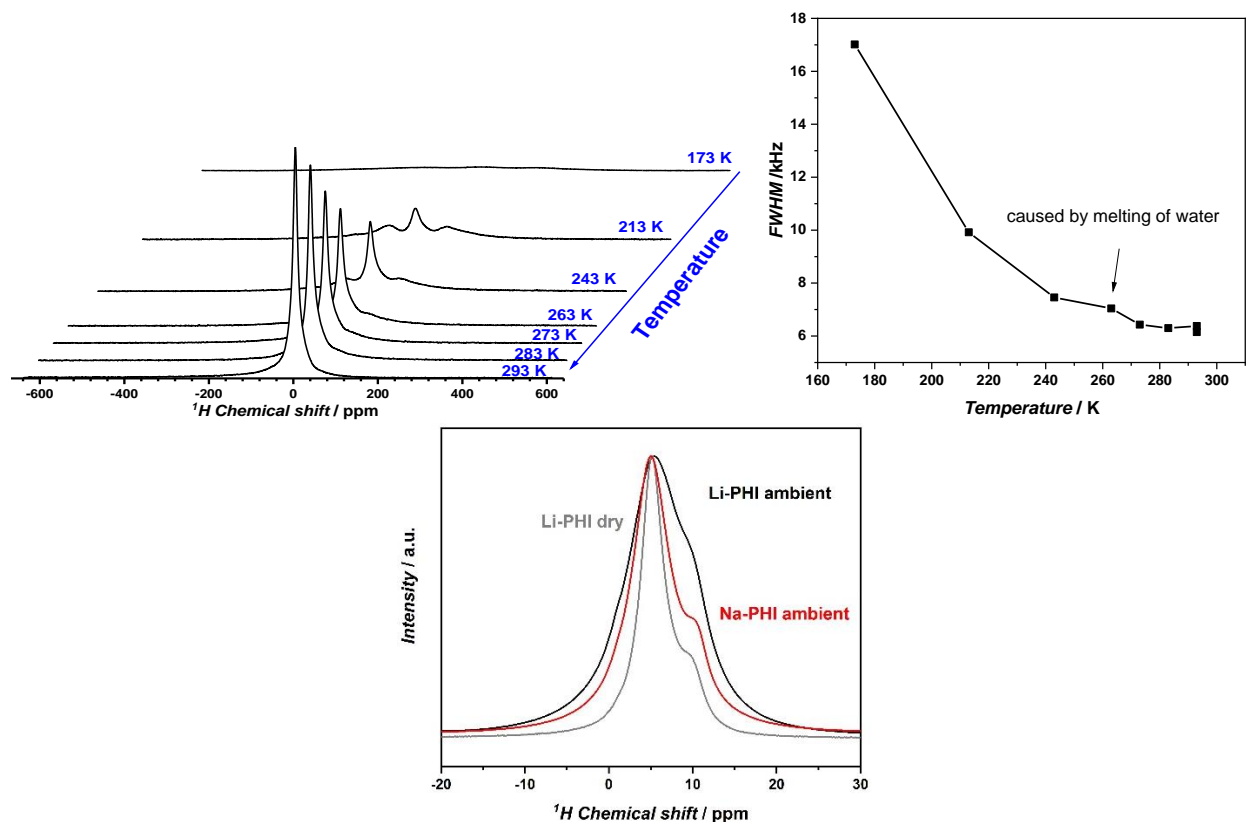 173 K
213 K
243 K
263 K
273 K
283 K
293 K
Temperature
-600 -400 -200 0 200 400 600
¹H Chemical shift / ppm
18
16
14
12
10
8
6
FWHM /kHz
caused by melting of water
160 180 200 220 240 260 280 300
Temperature / K
Li-PHI ambient
Li-PHI dry
Na-PHI ambient
Intensity / a.u.
-20 -10 0 10 20 30
¹H Chemical shift / ppm